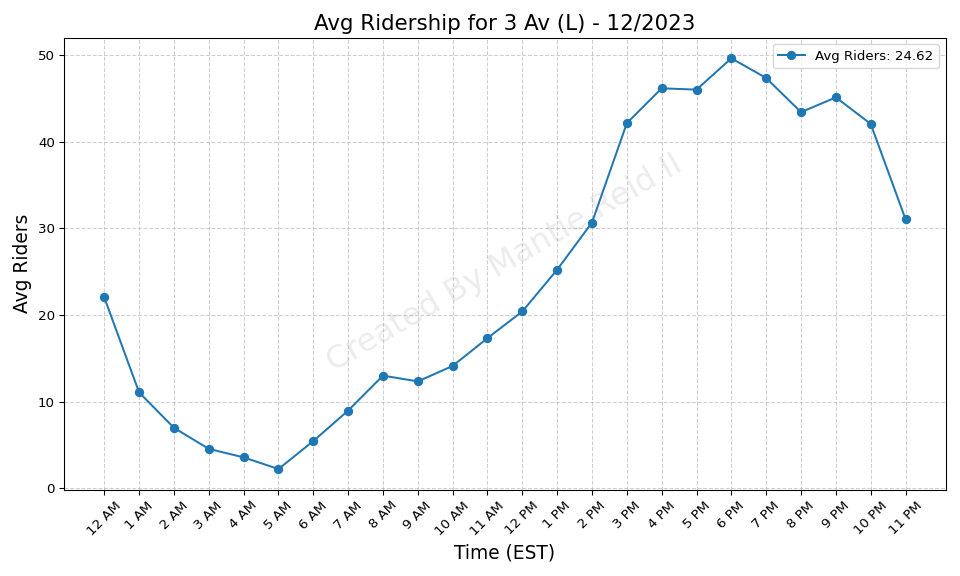 Avg Ridership for 3 Av (L) - 12/2023
Avg Riders: 24.62
50
40
30
20
10
0
Avg Riders
Created By Mantle Reid II
12 AM
1 AM
2 AM
3 AM
4 AM
5 AM
6 AM
7 AM
8 AM
9 AM
10 AM
11 AM
12 PM
1 PM
2 PM
3 PM
4 PM
5 PM
6 PM
7 PM
8 PM
9 PM
10 PM
11 PM
Time (EST)